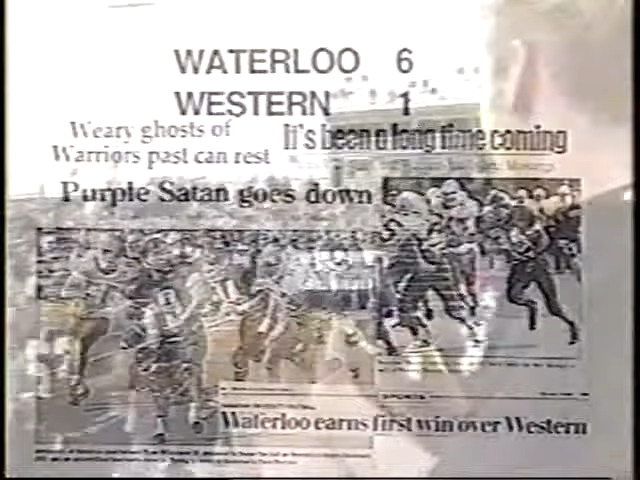 WATERLOO 6
WESTERN 1
Weary ghosts of
Warriors past can rest
It's been a long time coming
Purple Satan goes down
SPORTS
Waterloo earns first win over Western